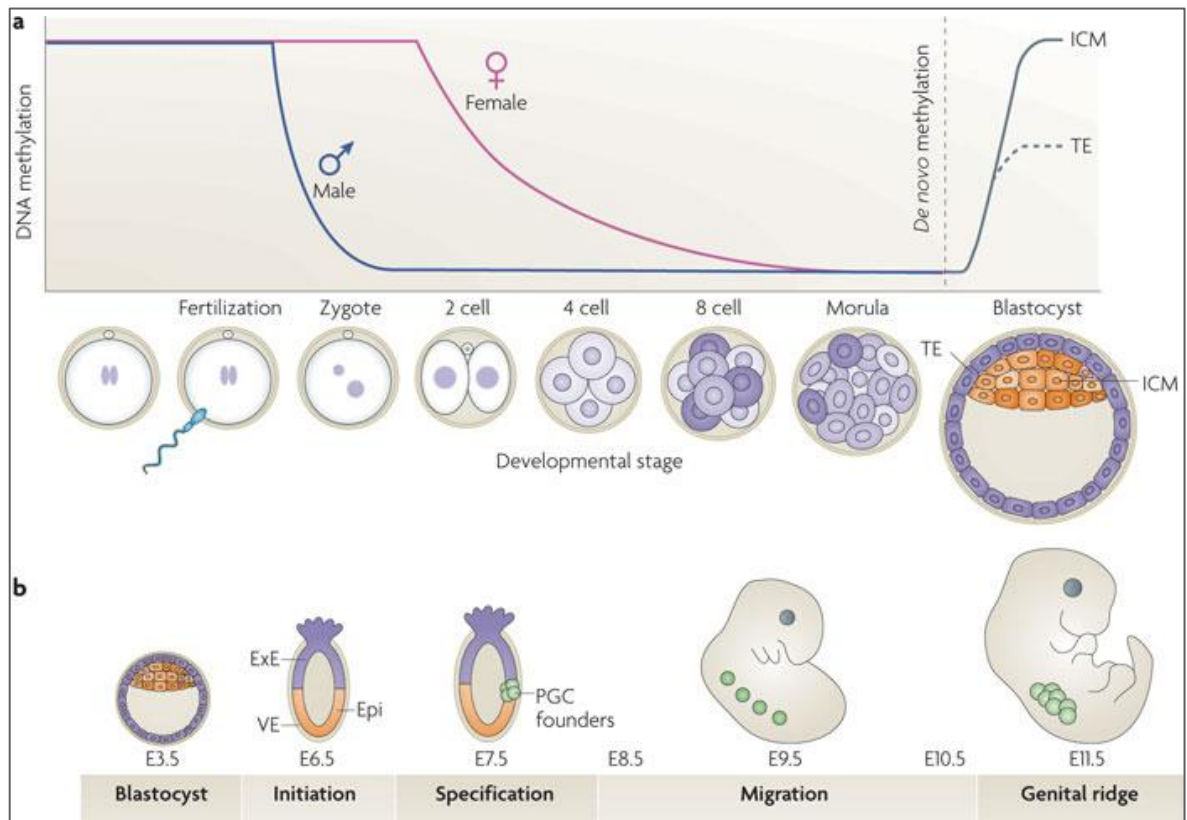 a
DNA methylation
♀
Female
♂
Male
De novo methylation
ICM
TE
Fertilization
Zygote
2 cell
4 cell
8 cell
Morula
Blastocyst
TE
ICM
Developmental stage
b
ExE
VE
Epi
PGC
founders
E3.5
E6.5
E7.5
E8.5
E9.5
E10.5
E11.5
Blastocyst
Initiation
Specification
Migration
Genital ridge